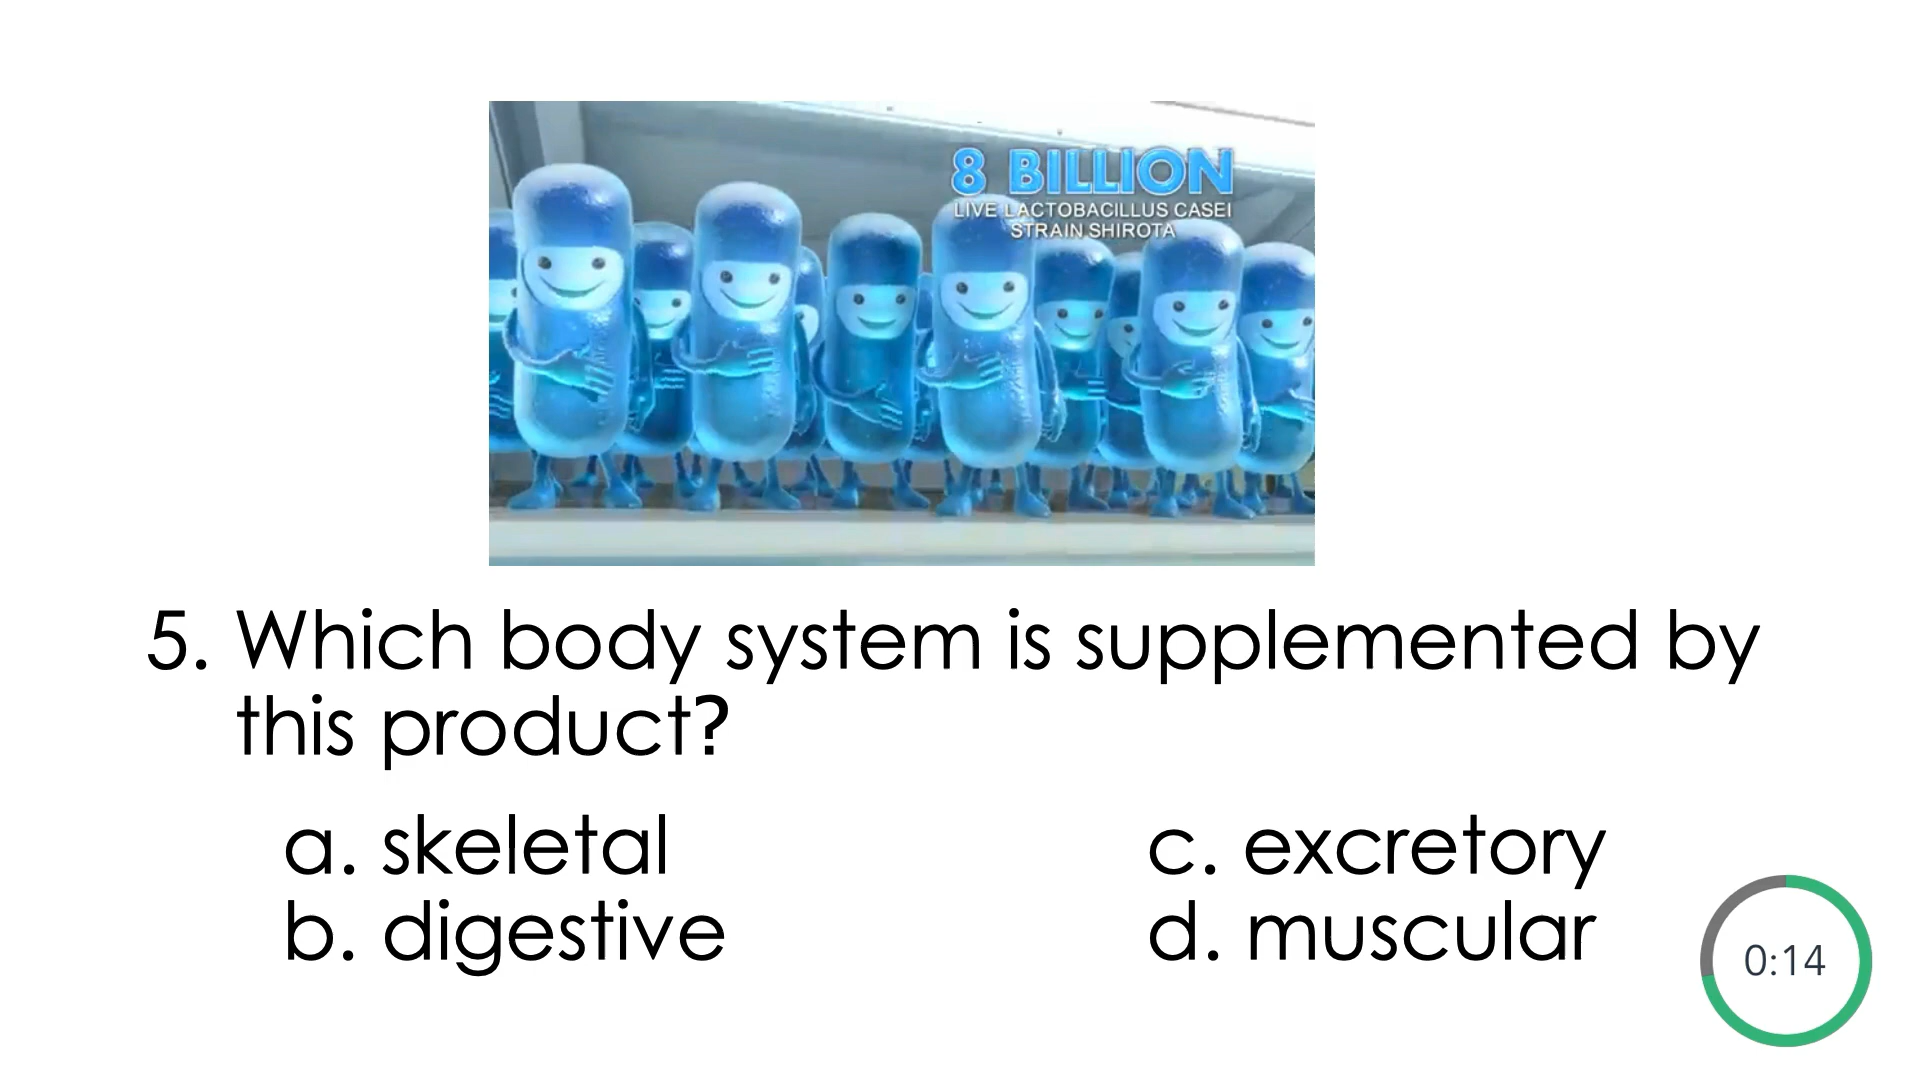 8 BILLION
LIVE LACTOBACILLUS CASEI
STRAIN SHIROTA
5. Which body system is supplemented by
this product?
a. skeletal
b. digestive
c. excretory
d. muscular
0:14